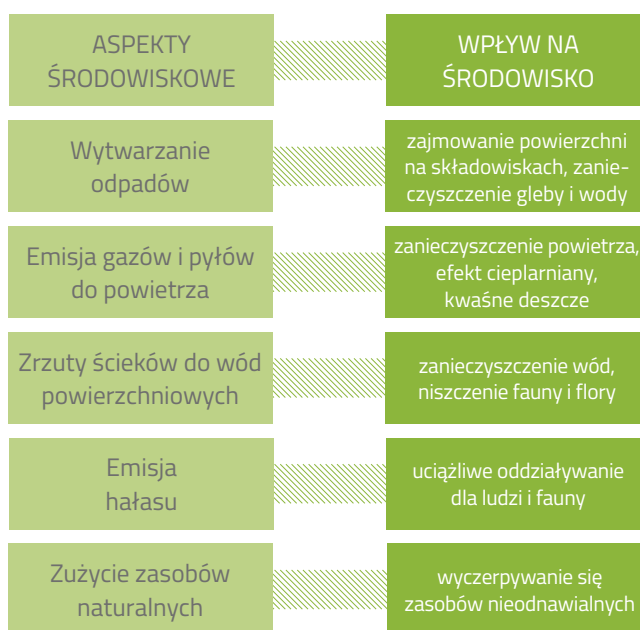 ASPEKTY
ŚRODOWISKOWE
WPŁYW NA
ŚRODOWISKO
Wytwarzanie
odpadów
zajmowanie powierzchni
na składowiskach, zanie-
czyszczenie gleby i wody
Emisja gazów i pyłów
do powietrza
zanieczyszczenie powietrza,
efekt cieplarniany,
kwaśne deszcze
Zrzuty ścieków do wód
powierzchniowych
zanieczyszczenie wód,
niszczenie fauny i flory
Emisja
hałasu
uciążliwe oddziaływanie
dla ludzi i fauny
Zużycie zasobów
naturalnych
wyczerpywanie się
zasobów nieodnawialnych